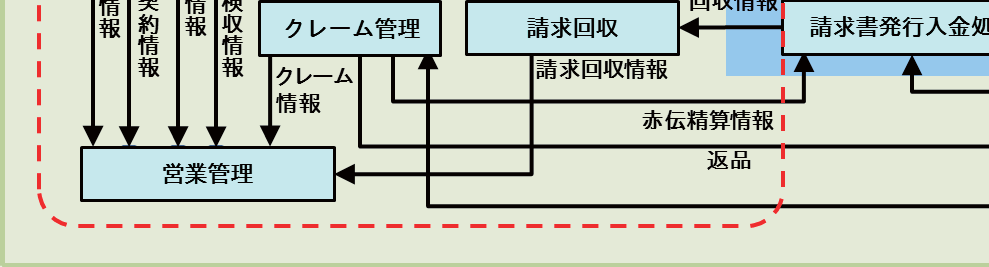 情報
契約情報
情報
検収情報
クレーム管理
請求回収
回収情報
請求書発行入金処
クレーム
情報
請求回収情報
赤伝精算情報
返品
営業管理